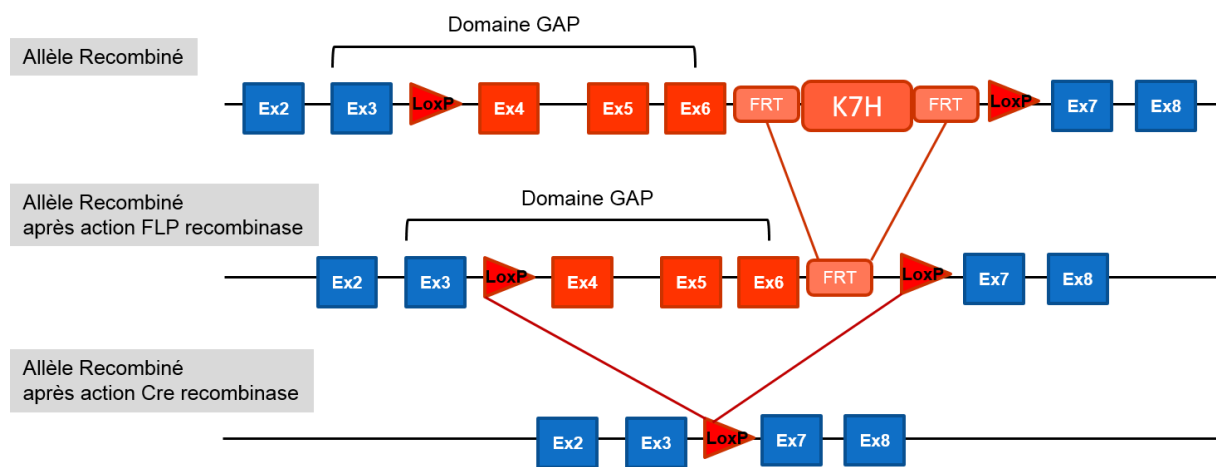 Domaine GAP
Allèle Recombiné
Ex2 Ex3 LoxP Ex4 Ex5 Ex6 FRT K7H FRT LoxP Ex7 Ex8
Allèle Recombiné
après action FLP recombinase
Domaine GAP
Ex2 Ex3 LoxP Ex4 Ex5 Ex6 FRT LoxP Ex7 Ex8
Allèle Recombiné
après action Cre recombinase
Ex2 Ex3 LoxP Ex7 Ex8